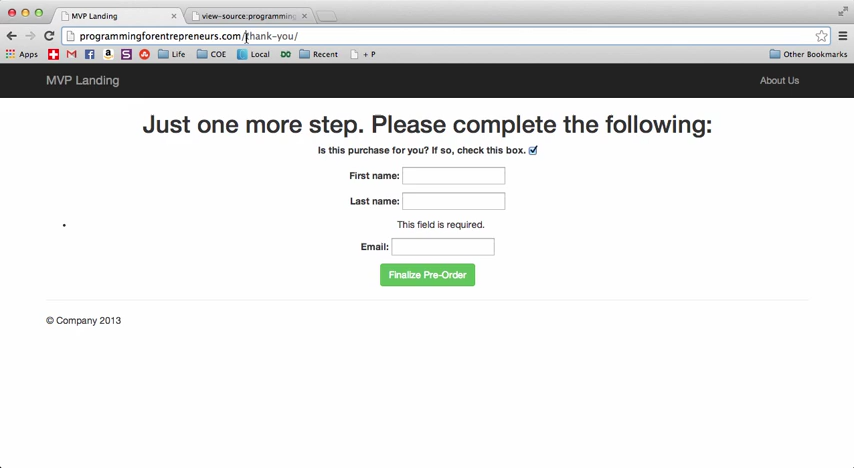 MVP Landing
view-source:programming
programmingforentrepreneurs.com/thank-you/
Apps
Life
COE
Local
DO
Recent
+ P
Other Bookmarks
MVP Landing
About Us
Just one more step. Please complete the following:
Is this purchase for you? If so, check this box.
First name:
Last name:
This field is required.
Email:
Finalize Pre-Order
© Company 2013